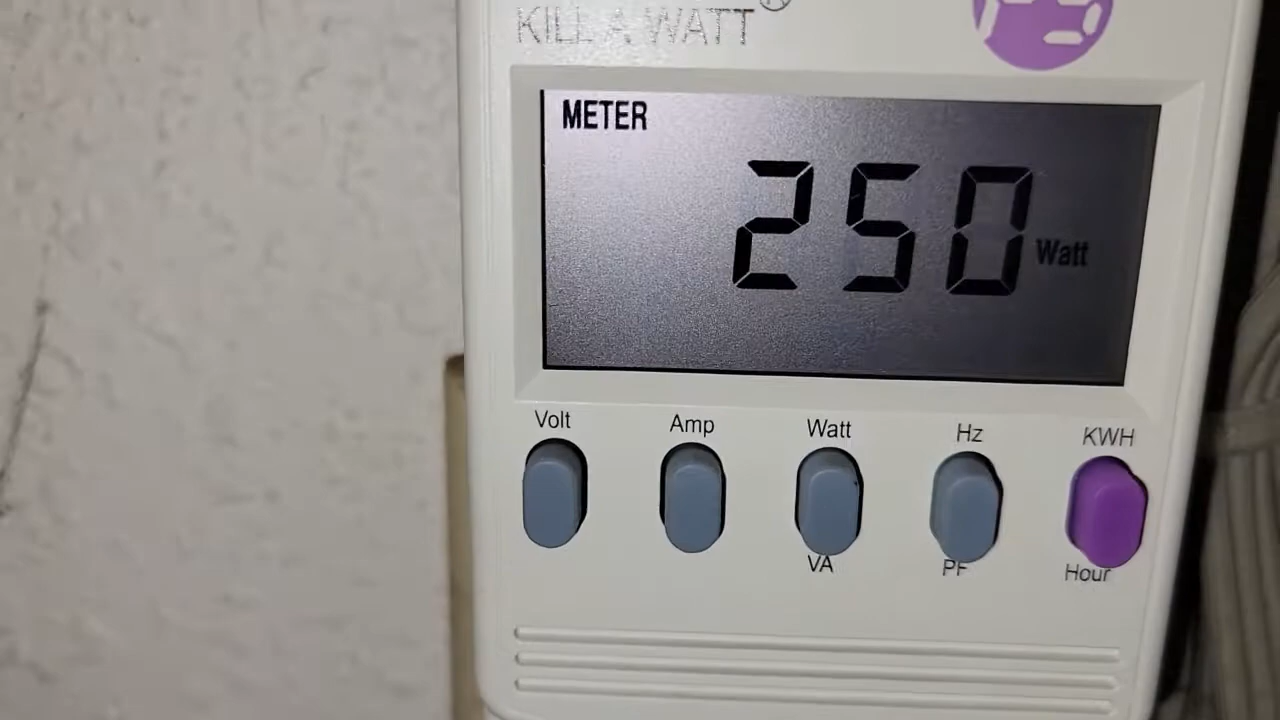 KILL A WATT®
METER
250 Watt
Volt Amp Watt Hz KWH
VA PF Hour